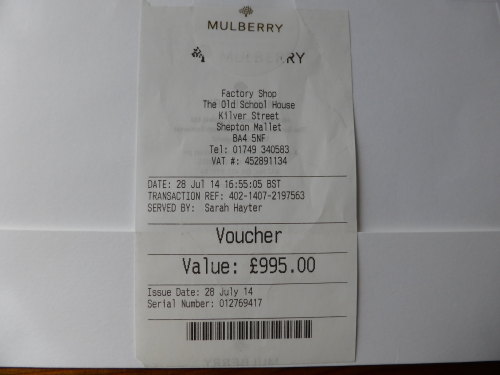 MULBERRY
ERRY
Factory Shop
The Old School House
Kilver Street
Shepton Mallet
BA4 5NF
Tel: 01749 340583
VAT #: 452891134
DATE: 28 Jul 14 16:55:05 BST
TRANSACTION REF: 402-1407-2197563
SERVED BY: Sarah Hayter
Voucher
Value: £995.00
Issue Date: 28 July 14
Serial Number: 012769417
MULBERRY